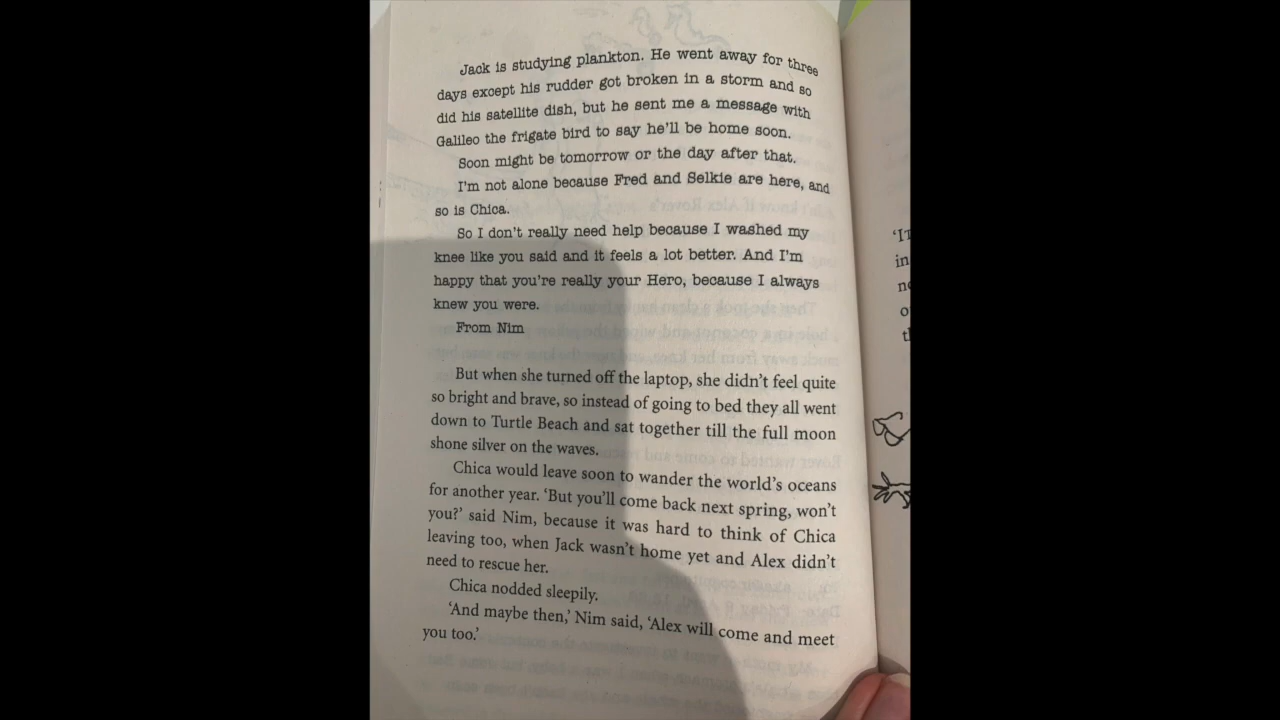 Jack is studying plankton. He went away for three
days except his rudder got broken in a storm and so
did his satellite dish, but he sent me a message with
Galileo the frigate bird to say he'll be home soon.
Soon might be tomorrow or the day after that.
I'm not alone because Fred and Selkie are here, and
so is Chica.
So I don't really need help because I washed my
knee like you said and it feels a lot better. And I'm
happy that you're really your Hero, because I always
knew you were.
From Nim
But when she turned off the laptop, she didn't feel quite
so bright and brave, so instead of going to bed they all went
down to Turtle Beach and sat together till the full moon
shone silver on the waves.
Chica would leave soon to wander the world's oceans
for another year. 'But you'll come back next spring, won't
you?' said Nim, because it was hard to think of Chica
leaving too, when Jack wasn't home yet and Alex didn't
need to rescue her.
Chica nodded sleepily.
'And maybe then,' Nim said, 'Alex will come and meet
you too.'
in